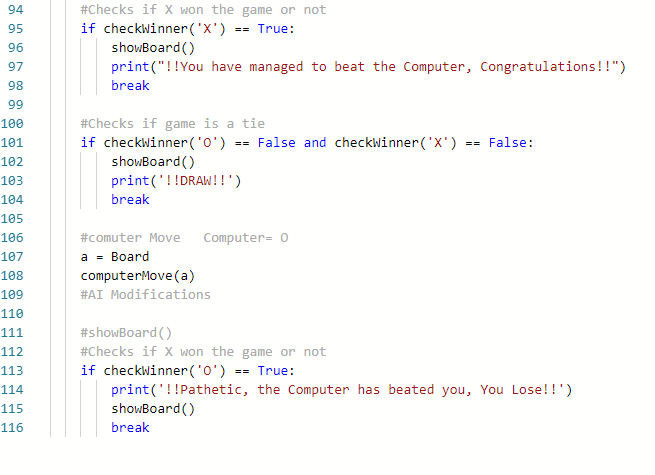 94 #Checks if X won the game or not
95 if checkWinner('X') == True:
96 showBoard()
97 print("!!You have managed to beat the Computer, Congratulations!!")
98 break
99
100 #Checks if game is a tie
101 if checkWinner('O') == False and checkWinner('X') == False:
102 showBoard()
103 print('!!DRAW!!')
104 break
105
106 #comuter Move   Computer= O
107 a = Board
108 computerMove(a)
109 #AI Modifications
110
111 #showBoard()
112 #Checks if X won the game or not
113 if checkWinner('O') == True:
114 print('!!Pathetic, the Computer has beated you, You Lose!!')
115 showBoard()
116 break